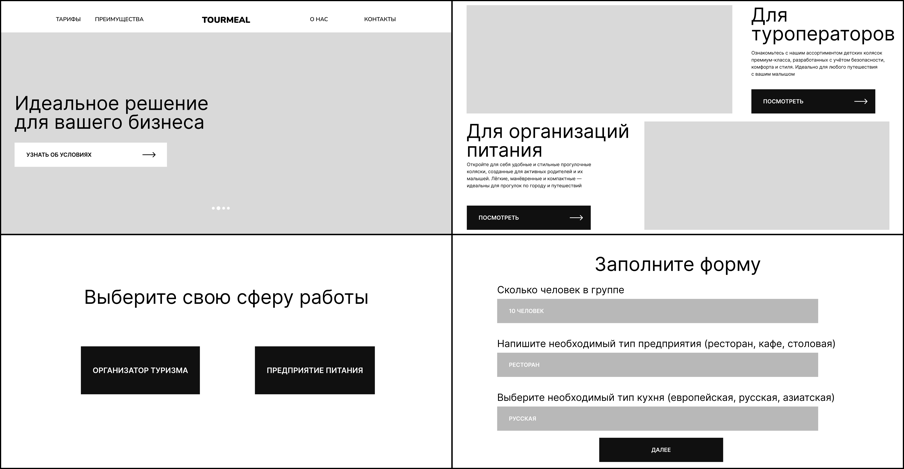 ТАРИФЫ
ПРЕИМУЩЕСТВА
TOURMEAL
О НАС
КОНТАКТЫ
Идеальное решение
для вашего бизнеса
УЗНАТЬ ОБ УСЛОВИЯХ
Для
туроператоров
Ознакомьтесь с нашим ассортиментом детских колясок
премиум-класса, разработанных с учётом безопасности,
комфорта и стиля. Идеально для любого путешествия
с вашим малышом
ПОСМОТРЕТЬ
Для организаций
питания
Откройте для себя удобные и стильные прогулочные
коляски, созданные для активных родителей и их
малышей. Лёгкие, манёвренные и компактные —
идеальны для прогулок по городу и путешествий
ПОСМОТРЕТЬ
Выберите свою сферу работы
ОРГАНИЗАТОР ТУРИЗМА
ПРЕДПРИЯТИЕ ПИТАНИЯ
Заполните форму
Сколько человек в группе
10 ЧЕЛОВЕК
Напишите необходимый тип предприятия (ресторан, кафе, столовая)
РЕСТОРАН
Выберите необходимый тип кухня (европейская, русская, азиатская)
РУССКАЯ
ДАЛЕЕ